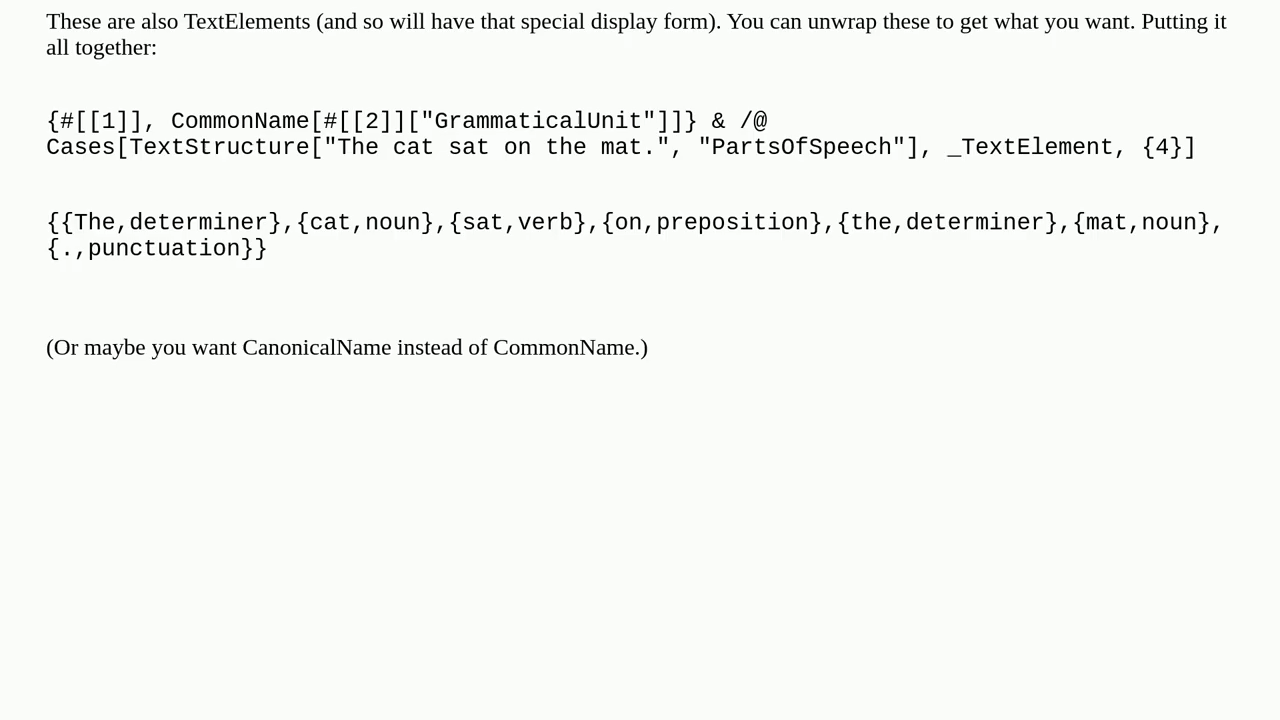 These are also TextElements (and so will have that special display form). You can unwrap these to get what you want. Putting it
all together:
{#[[1]], CommonName[#[[2]]["GrammaticalUnit"]]} & /@
Cases[TextStructure["The cat sat on the mat.", "PartsOfSpeech"], _TextElement, {4}]
{{The,determiner},{cat,noun},{sat,verb},{on,preposition},{the,determiner},{mat,noun},
{.,punctuation}}
(Or maybe you want CanonicalName instead of CommonName.)